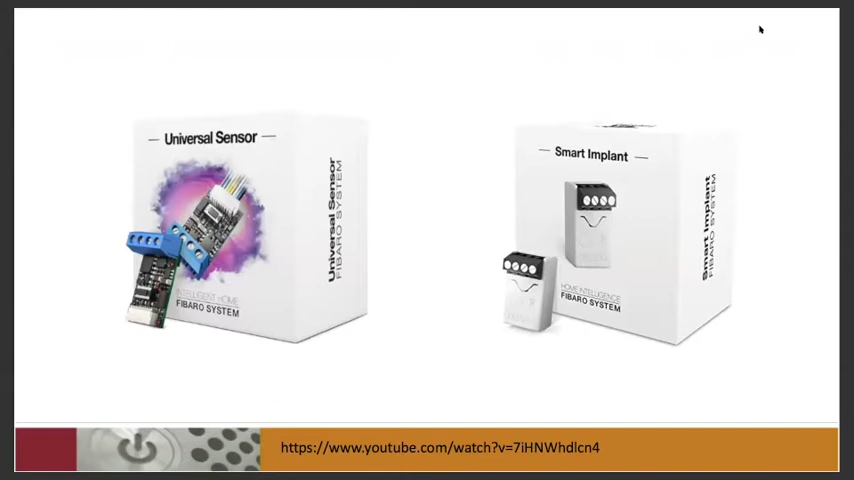 — Universal Sensor —
Universal Sensor
FIBARO SYSTEM
INTELLIGENT HOME
FIBARO SYSTEM
— Smart Implant —
Smart Implant
FIBARO SYSTEM
HOME INTELLIGENCE
FIBARO SYSTEM
https://www.youtube.com/watch?v=7iHNWhdlcn4